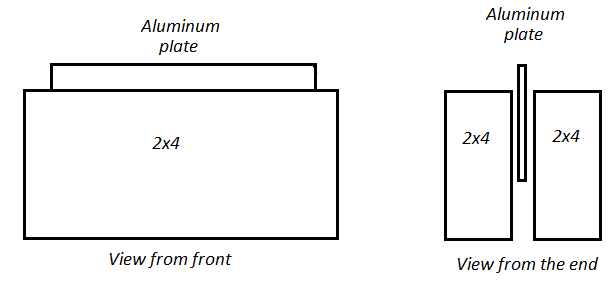 Aluminum
plate
2x4
View from front
Aluminum
plate
2x4
2x4
View from the end